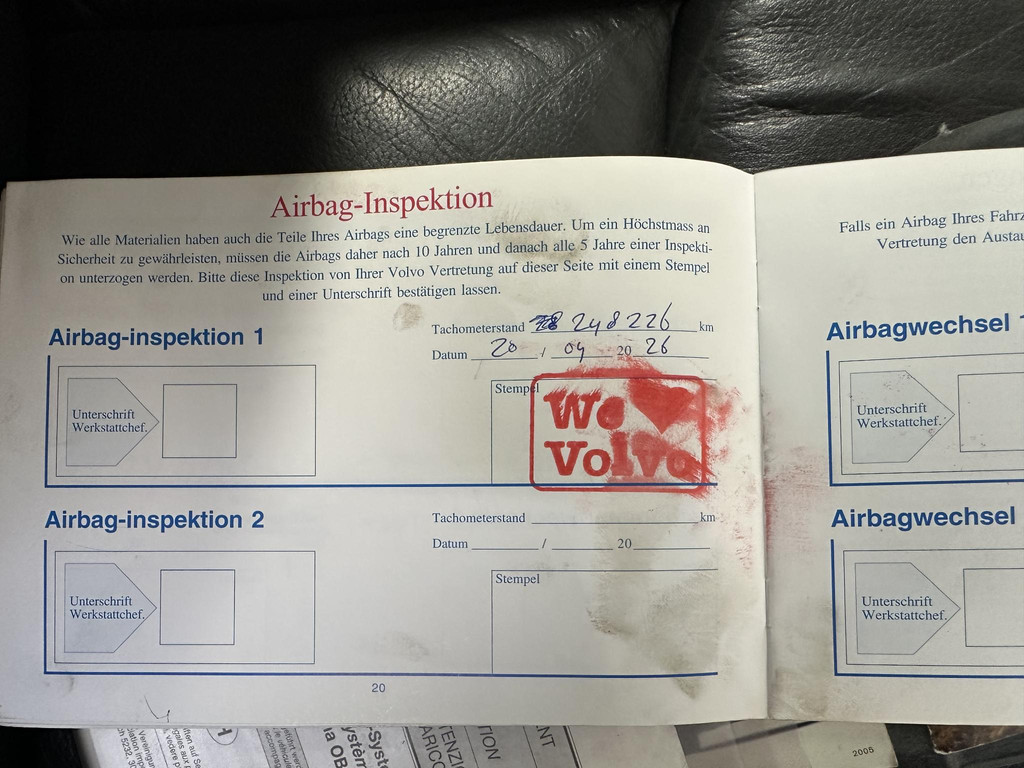 Airbag-Inspektion
Wie alle Materialien haben auch die Teile Ihres Airbags eine begrenzte Lebensdauer. Um ein Höchstmass an
Sicherheit zu gewährleisten, müssen die Airbags daher nach 10 Jahren und danach alle 5 Jahre einer Inspekti-
on unterzogen werden. Bitte diese Inspektion von Ihrer Volvo Vertretung auf dieser Seite mit einem Stempel
und einer Unterschrift bestätigen lassen.
Airbag-inspektion 1
Tachometerstand 248226 km
Datum 20 / 04 20 26
Unterschrift
Werkstattchef.
Stempel
We ♥
Volvo
Airbag-inspektion 2
Tachometerstand km
Datum / 20
Unterschrift
Werkstattchef.
Stempel
20
Falls ein Airbag Ihres
Vertretung den
Airbagwechsel 1
Unterschrift
Werkstattchef.
Airbagwechsel
Unterschrift
Werkstattchef.
2005